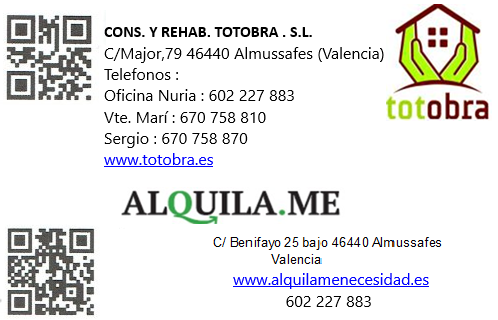 CONS. Y REHAB. TOTOBRA . S.L.
C/Major,79 46440 Almussafes (Valencia)
Telefonos :
Oficina Nuria : 602 227 883
Vte. Marí : 670 758 810
Sergio : 670 758 870
www.totobra.es
totobra
ALQUILA.ME
C/ Benifayo 25 bajo 46440 Almussafes
Valencia
www.alquilamenecesidad.es
602 227 883